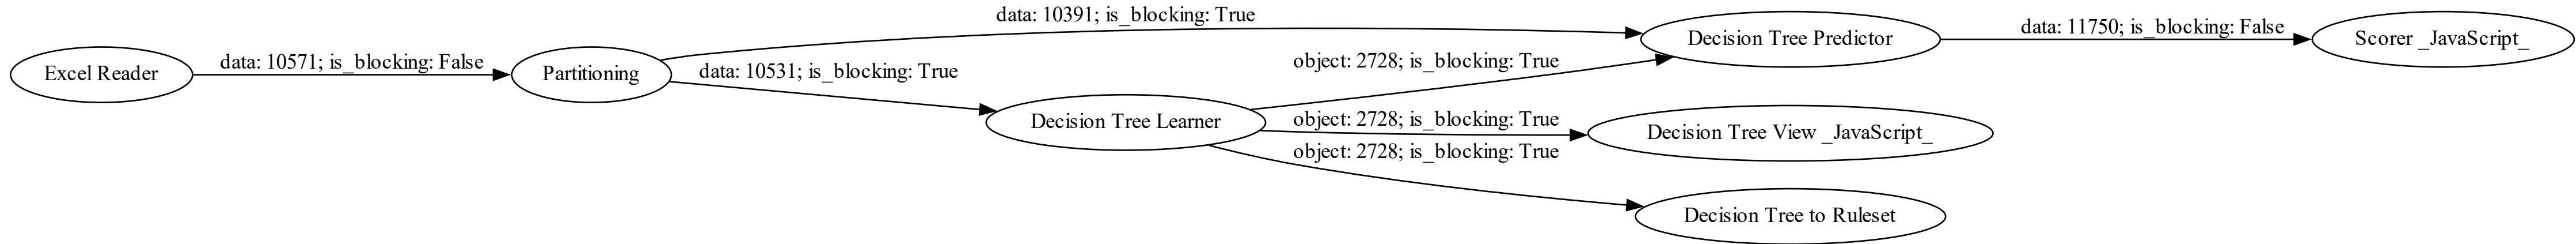 Excel Reader
data: 10571; is_blocking: False
Partitioning
data: 10391; is_blocking: True
data: 10531; is_blocking: True
Decision Tree Learner
object: 2728; is_blocking: True
object: 2728; is_blocking: True
object: 2728; is_blocking: True
Decision Tree Predictor
Decision Tree View _JavaScript_
Decision Tree to Ruleset
data: 11750; is_blocking: False
Scorer _JavaScript_